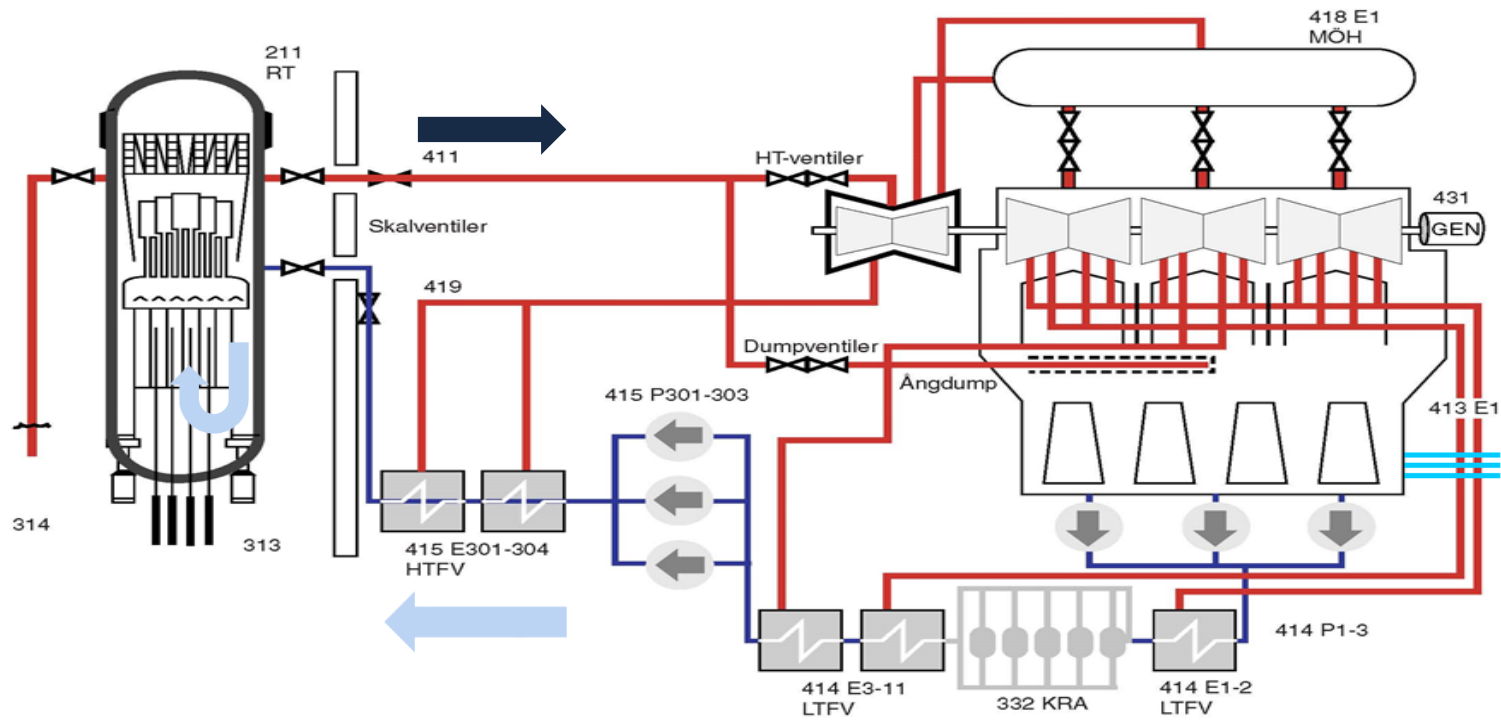 418 E1
MÖH
211
RT
411
HT-ventiler
431
GEN
Skalventiler
419
Dumpventiler
Ångdump
415 P301-303
413 E1
314
313
415 E301-304
HTFV
414 P1-3
414 E3-11
LTFV
332 KRA
414 E1-2
LTFV